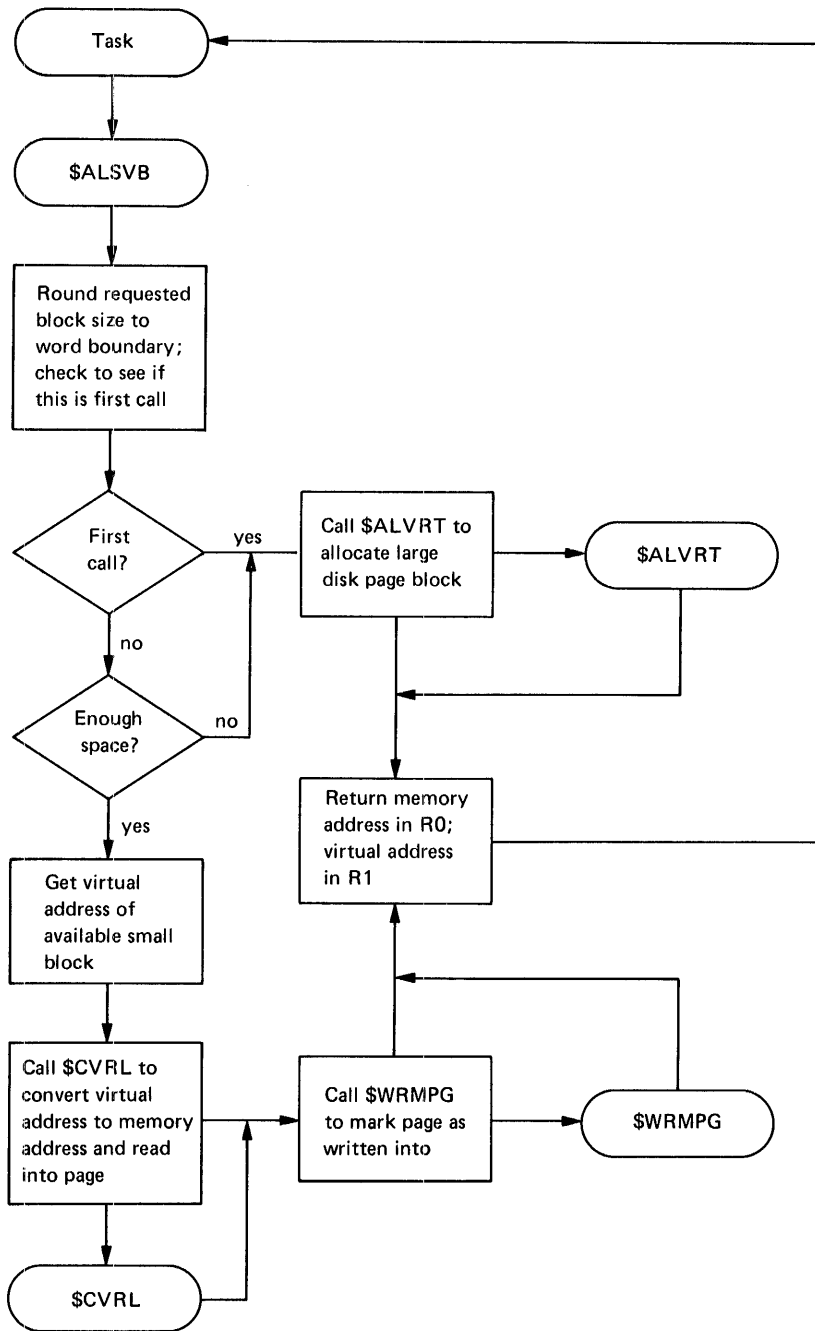 Task
$ALSVB
Round requested
block size to
word boundary;
check to see if
this is first call
First
call?
yes
Call $ALVRT to
allocate large
disk page block
$ALVRT
no
Enough
space?
no
yes
Return memory
address in R0;
virtual address
in R1
Get virtual
address of
available small
block
Call $CVRL to
convert virtual
address to memory
address and read
into page
Call $WRMPG
to mark page as
written into
$WRMPG
$CVRL